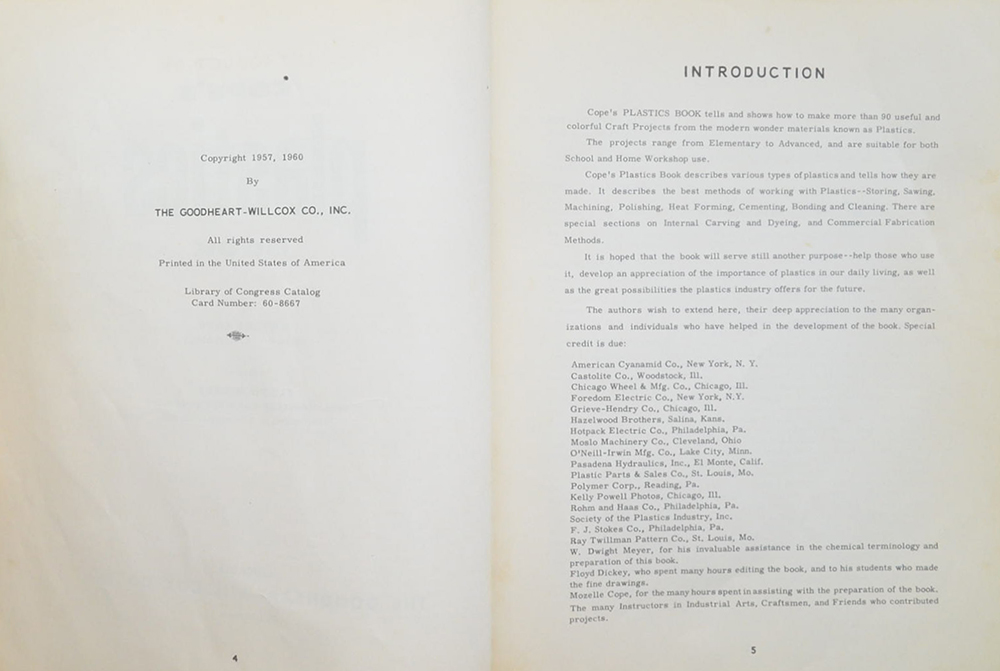 Copyright 1957, 1960
By
THE GOODHEART-WILLCOX CO., INC.
All rights reserved
Printed in the United States of America
Library of Congress Catalog
Card Number: 60-8667
4
INTRODUCTION
Cope's PLASTICS BOOK tells and shows how to make more than 90 useful and
colorful Craft Projects from the modern wonder materials known as Plastics.
The projects range from Elementary to Advanced, and are suitable for both
School and Home Workshop use.
Cope's Plastics Book describes various types of plastics and tells how they are
made. It describes the best methods of working with Plastics--Storing, Sawing,
Machining, Polishing, Heat Forming, Cementing, Bonding and Cleaning. There are
special sections on Internal Carving and Dyeing, and Commercial Fabrication
Methods.
It is hoped that the book will serve still another purpose--help those who use
it, develop an appreciation of the importance of plastics in our daily living, as well
as the great possibilities the plastics industry offers for the future.
The authors wish to extend here, their deep appreciation to the many organ-
izations and individuals who have helped in the development of the book. Special
credit is due:
American Cyanamid Co., New York, N. Y.
Castolite Co., Woodstock, Ill.
Chicago Wheel & Mfg. Co., Chicago, Ill.
Foredom Electric Co., New York, N.Y.
Grieve-Hendry Co., Chicago, Ill.
Hazelwood Brothers, Salina, Kans.
Hotpack Electric Co., Philadelphia, Pa.
Moslo Machinery Co., Cleveland, Ohio
O'Neill-Irwin Mfg. Co., Lake City, Minn.
Pasadena Hydraulics, Inc., El Monte, Calif.
Plastic Parts & Sales Co., St. Louis, Mo.
Polymer Corp., Reading, Pa.
Kelly Powell Photos, Chicago, Ill.
Rohm and Haas Co., Philadelphia, Pa.
Society of the Plastics Industry, Inc.
F. J. Stokes Co., Philadelphia, Pa.
Ray Twillman Pattern Co., St. Louis, Mo.
W. Dwight Meyer, for his invaluable assistance in the chemical terminology and
preparation of this book.
Floyd Dickey, who spent many hours editing the book, and to his students who made
the fine drawings.
Mozelle Cope, for the many hours spent in assisting with the preparation of the book.
The many Instructors in Industrial Arts, Craftsmen, and Friends who contributed
projects.
5